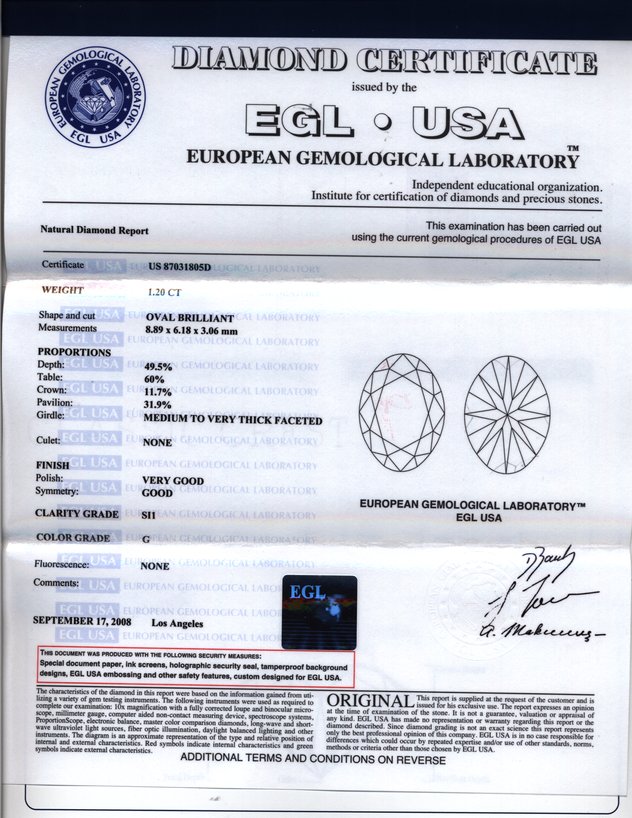 EUROPEAN GEMOLOGICAL LABORATORY
EGL USA
DIAMOND CERTIFICATE
issued by the
EGL • USA
EUROPEAN GEMOLOGICAL LABORATORY™
Independent educational organization.
Institute for certification of diamonds and precious stones.
Natural Diamond Report
This examination has been carried out
using the current gemological procedures of EGL USA
Certificate US 87031805D
WEIGHT 1.20 CT
Shape and cut OVAL BRILLIANT
Measurements 8.89 x 6.18 x 3.06 mm
PROPORTIONS
Depth: 49.5%
Table: 60%
Crown: 11.7%
Pavilion: 31.9%
Girdle: MEDIUM TO VERY THICK FACETED
Culet: NONE
FINISH
Polish: VERY GOOD
Symmetry: GOOD
CLARITY GRADE SI1
COLOR GRADE G
EUROPEAN GEMOLOGICAL LABORATORY™
EGL USA
Fluorescence: NONE
Comments:
EGL
SEPTEMBER 17, 2008 Los Angeles
THIS DOCUMENT WAS PRODUCED WITH THE FOLLOWING SECURITY MEASURES:
Special document paper, ink screens, holographic security seal, tamperproof background
designs, EGL USA embossing and other safety features, custom designed for EGL USA.
The characteristics of the diamond in this report were based on the information gained from uti-
lizing a variety of gem testing instruments. The following instruments were used to required to
complete our examination: 10x magnification with a fully corrected loupe and binocular micro-
scope, millimeter gauge, computer aided non-contact measuring device, spectroscope systems,
ProportionScope, electronic balance, master color comparison diamonds, long-wave and short-
wave ultraviolet light sources, fiber optic illumination, daylight balanced lighting and other
instruments. The diagram is an approximate representation of the type and relative position of
internal and external characteristics. Red symbols indicate internal characteristics and green
symbols indicate external characteristics.
ORIGINAL This report is supplied at the request of the customer and is
issued for his exclusive use. The report expresses an opinion
at the time of examination of the stone. It is not a guarantee, valuation or appraisal of
any kind. EGL USA has made no representation or warranty regarding this report or the
diamond described. Since diamond grading is not an exact science this report represents
only the best professional opinion of this company. EGL USA is in no case responsible for
differences which could occur by repeated expertise and/or use of other standards, norms,
methods or criteria other than those chosen by EGL USA.
ADDITIONAL TERMS AND CONDITIONS ON REVERSE